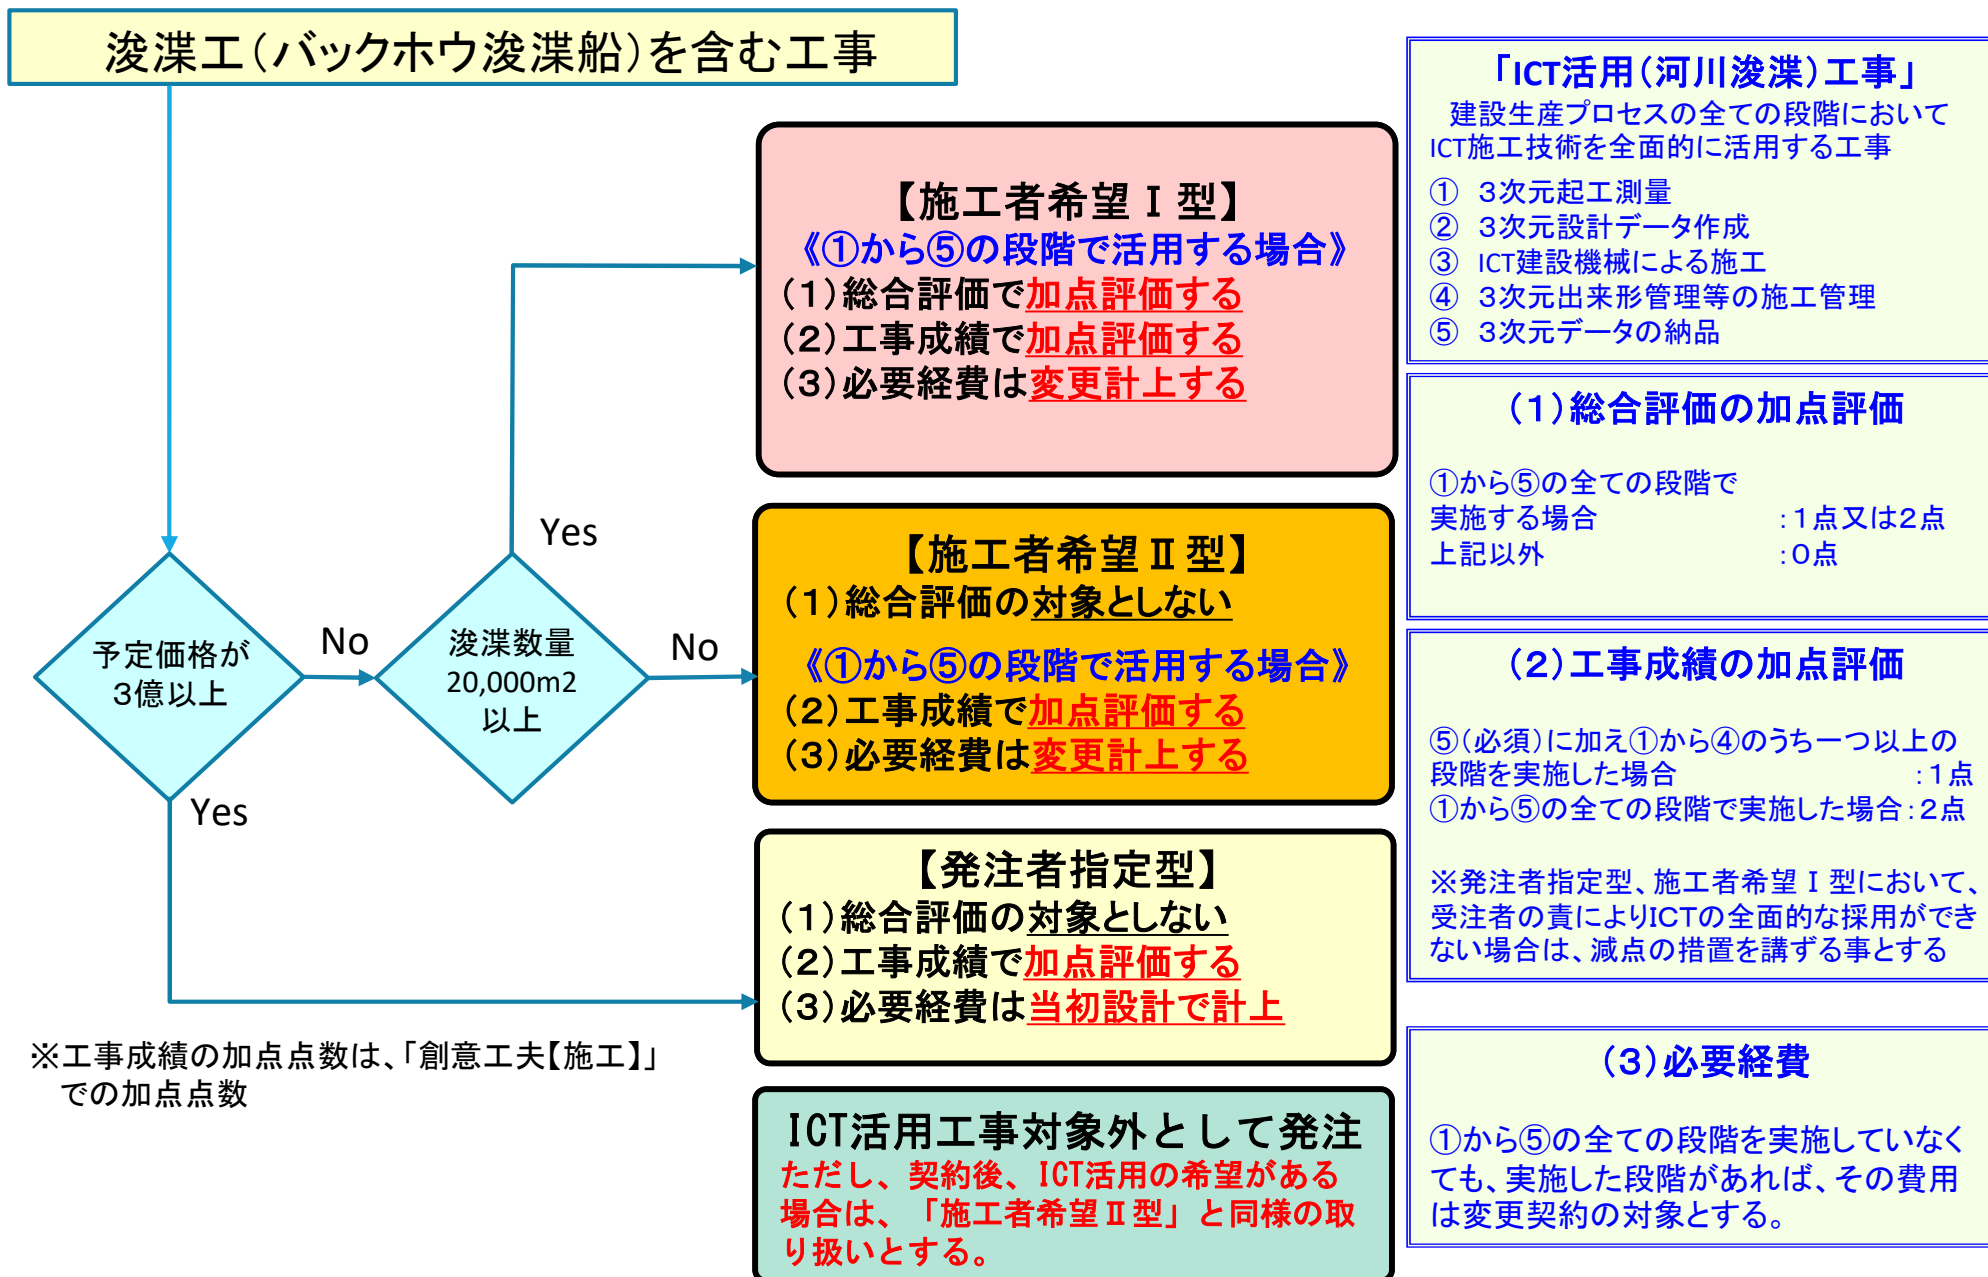 浚渫工（バックホウ浚渫船）を含む工事
予定価格が
3億以上
No
Yes
浚渫数量
20,000m2
以上
Yes
No
【施工者希望Ⅰ型】
《①から⑤の段階で活用する場合》
（1）総合評価で加点評価する
（2）工事成績で加点評価する
（3）必要経費は変更計上する
【施工者希望Ⅱ型】
（1）総合評価の対象としない
《①から⑤の段階で活用する場合》
（2）工事成績で加点評価する
（3）必要経費は変更計上する
【発注者指定型】
（1）総合評価の対象としない
（2）工事成績で加点評価する
（3）必要経費は当初設計で計上
ICT活用工事対象外として発注
ただし、契約後、ICT活用の希望がある
場合は、「施工者希望Ⅱ型」と同様の取
り扱いとする。
※工事成績の加点点数は、「創意工夫【施工】」
での加点点数
「ICT活用（河川浚渫）工事」
建設生産プロセスの全ての段階において
ICT施工技術を全面的に活用する工事
① 3次元起工測量
② 3次元設計データ作成
③ ICT建設機械による施工
④ 3次元出来形管理等の施工管理
⑤ 3次元データの納品
（1）総合評価の加点評価
①から⑤の全ての段階で
実施する場合 ：1点又は2点
上記以外 ：0点
（2）工事成績の加点評価
⑤（必須）に加え①から④のうち一つ以上の
段階を実施した場合 ：1点
①から⑤の全ての段階で実施した場合：2点
※発注者指定型、施工者希望Ⅰ型において、
受注者の責によりICTの全面的な採用ができ
ない場合は、減点の措置を講ずる事とする
（3）必要経費
①から⑤の全ての段階を実施していなく
ても、実施した段階があれば、その費用
は変更契約の対象とする。